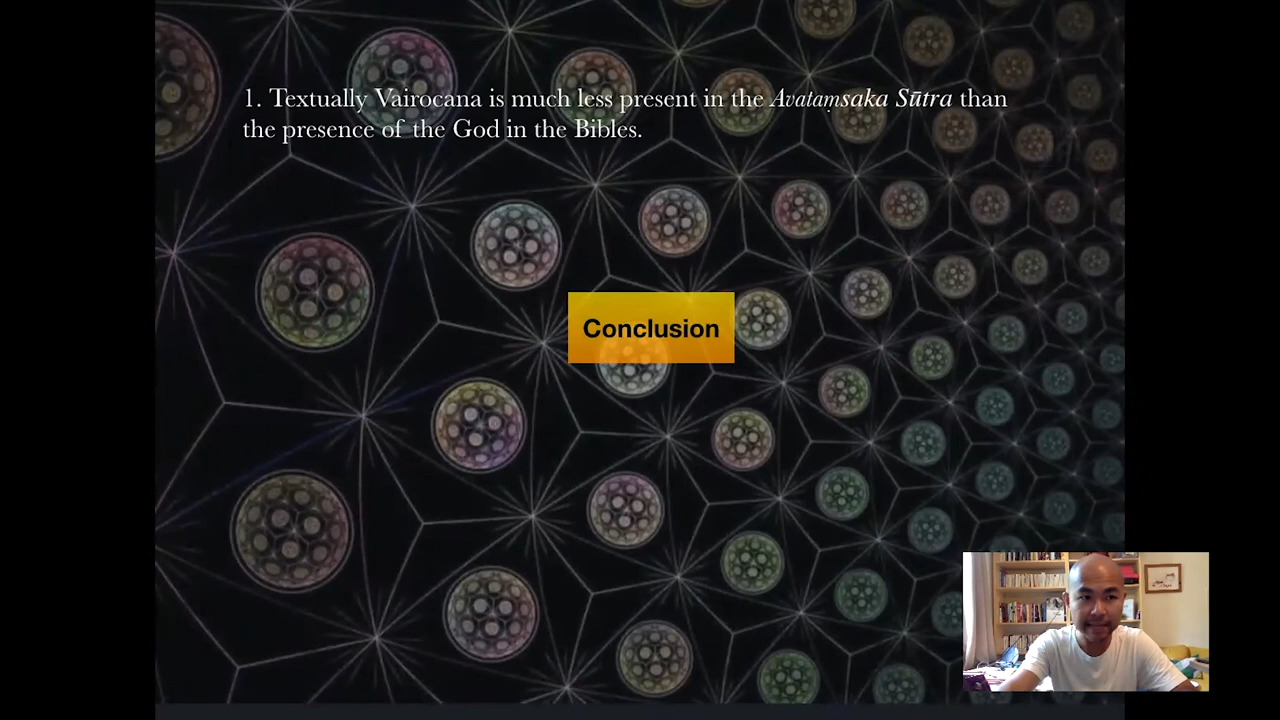 1. Textually Vairocana is much less present in the Avataṃsaka Sūtra than
the presence of the God in the Bibles.
Conclusion